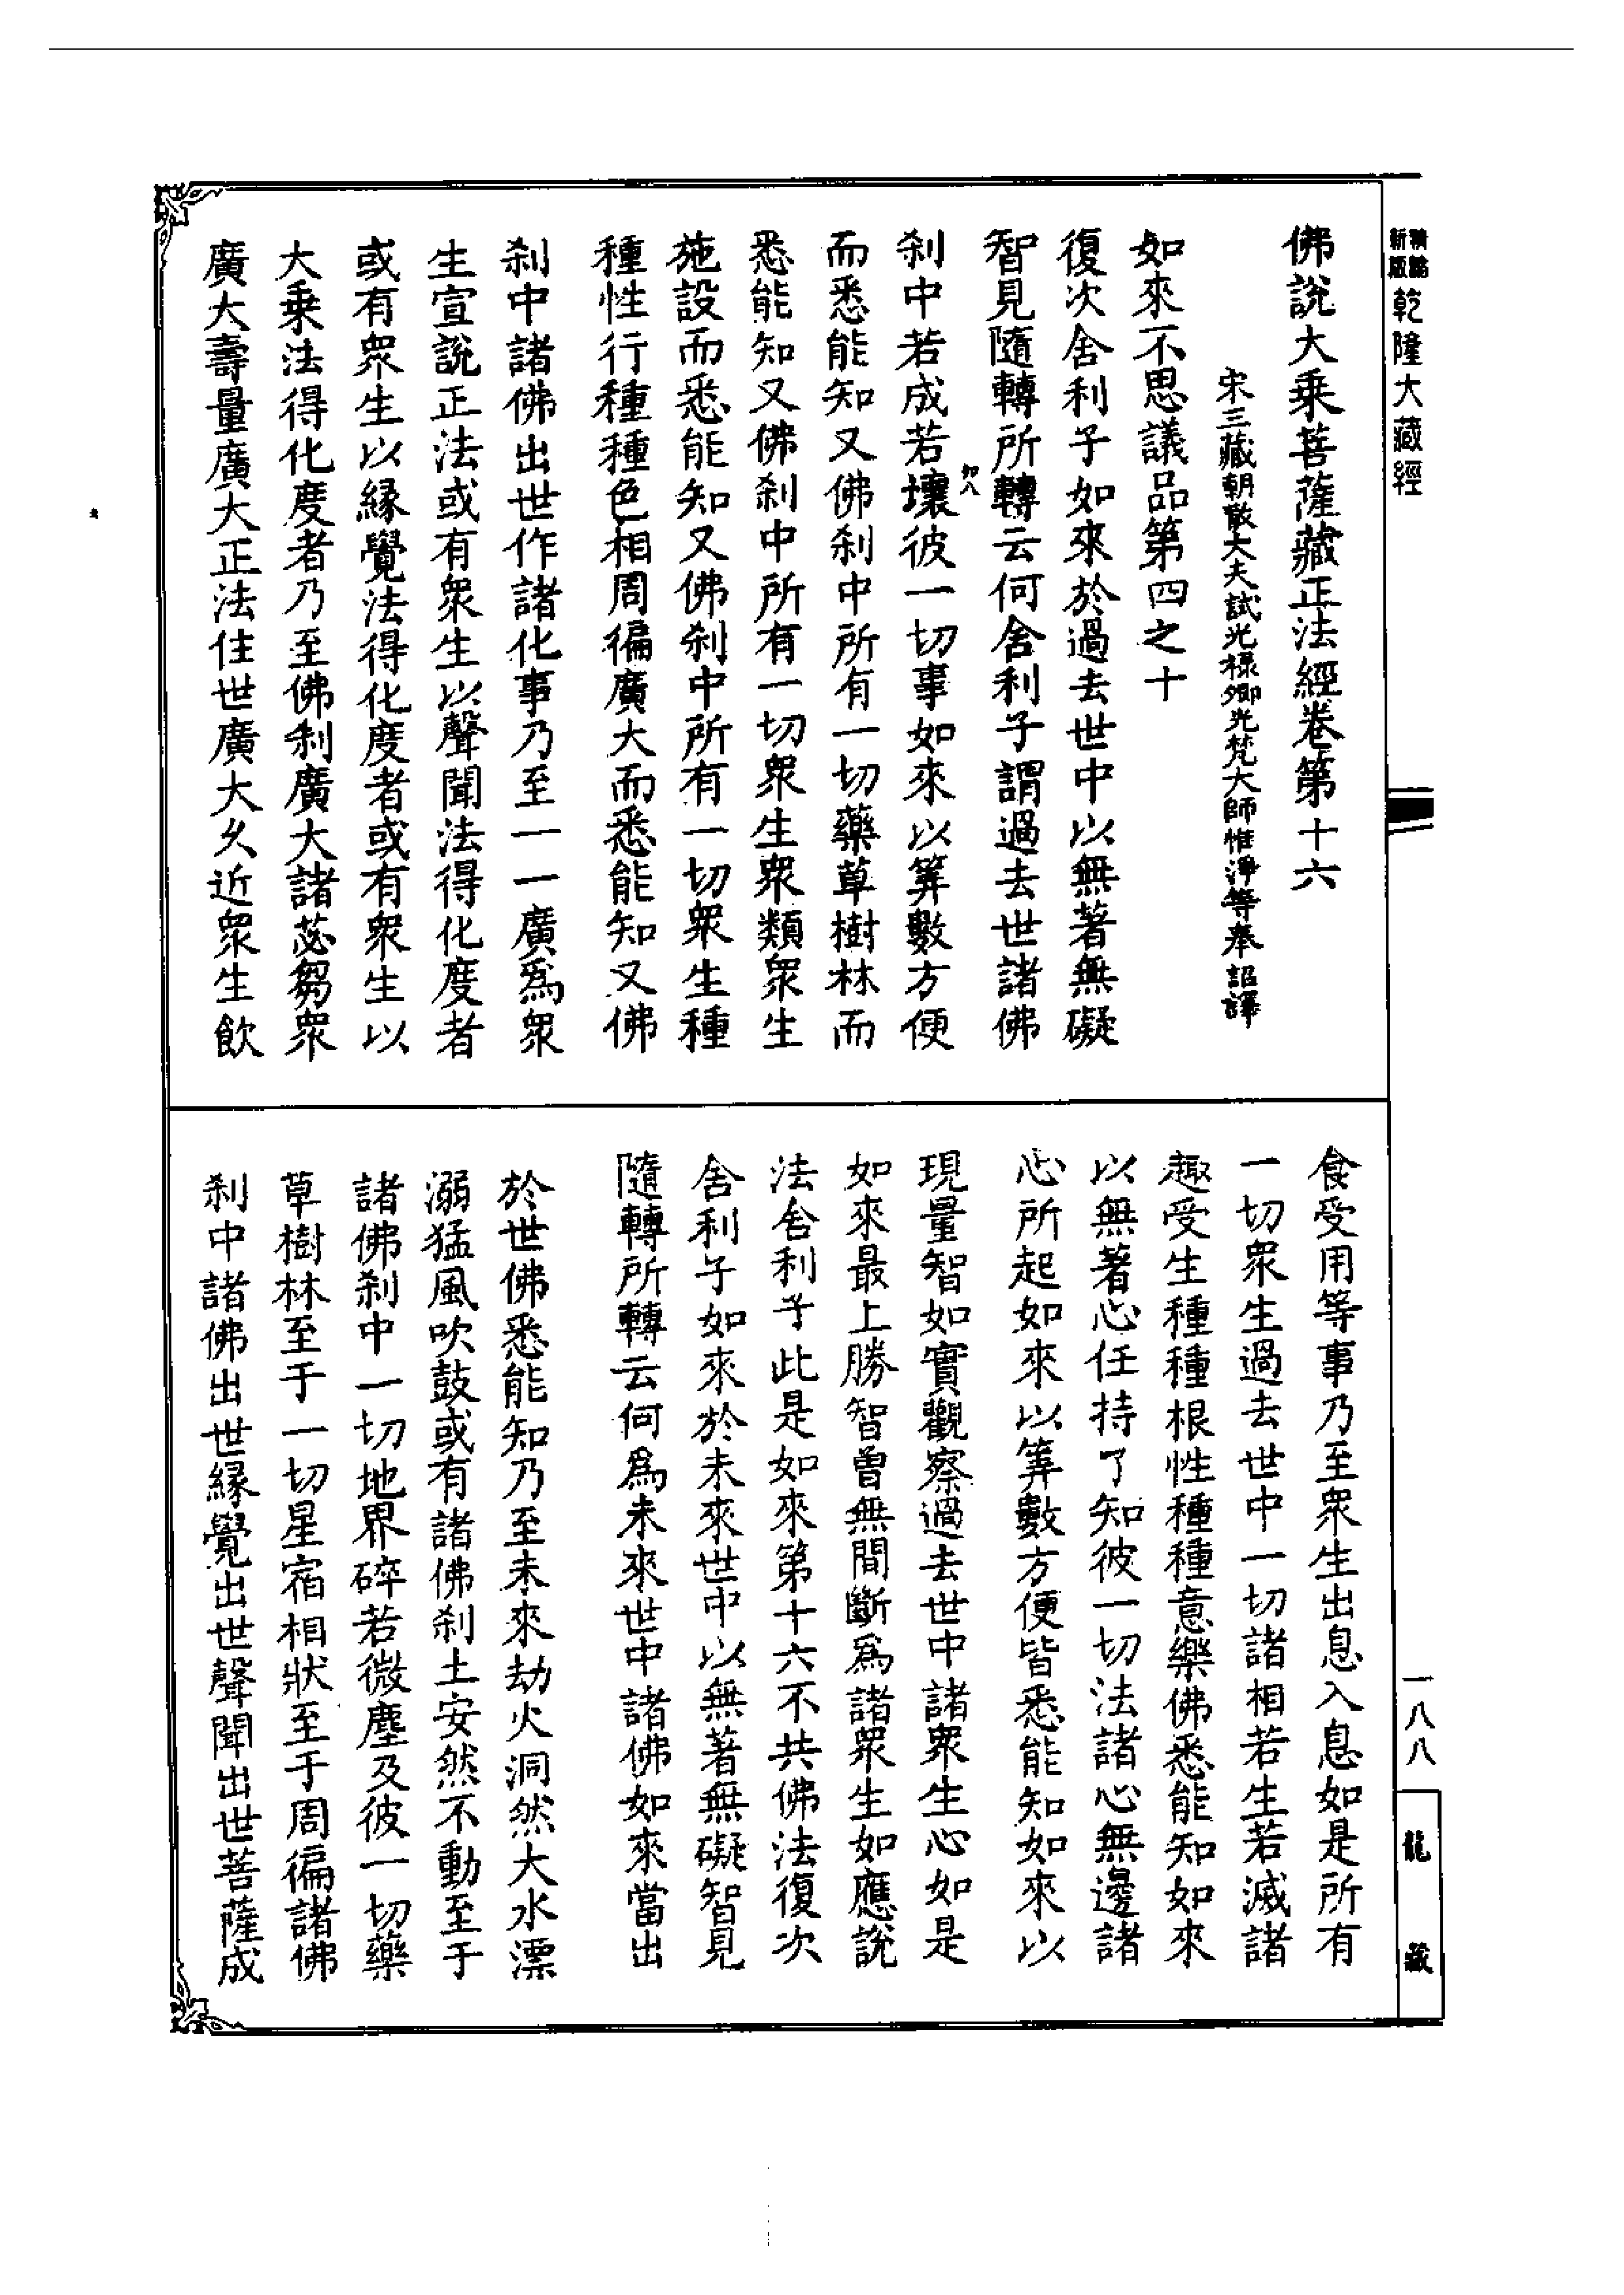 佛說大乘菩薩藏正法經卷第十六
宋三藏朝散大夫試光祿卿光梵大師惟淨等奉詔譯
如來不思議品第四之十
復次舍利子如來於過去世中以無著無礙
智見隨轉所轉云何舍利子謂過去世諸佛
刹中若成若壞彼一切事如來以筭數方便
而悉能知又佛刹中所有一切藥草樹林而
悉能知又佛刹中所有一切眾生眾類眾生
施設而悉能知又佛刹中所有一切眾生種
種性行種種色相周徧廣大而悉能知又佛
刹中諸佛出世作諸化事乃至一一廣爲眾
生宣說正法或有眾生以聲聞法得化度者
或有眾生以緣覺法得化度者或有眾生以
大乘法得化度者乃至佛刹廣大諸苾芻眾
廣大壽量廣大正法住世廣大久近眾生飲
食受用等事乃至眾生出息入息如是所有
一切眾生過去世中一切諸相若生若滅諸
趣受生種種根性種種意樂佛悉能知如來
以無著心任持了知彼一切法諸心無邊諸
心所起如來以筭數方便皆悉能知如來以
現量智如實觀察過去世中諸眾生心如是
如來最上勝智曾無間斷爲諸眾生如應說
法舍利子此是如來第十六不共佛法復次
舍利子如來於未來世中以無著無礙智見
隨轉所轉云何爲未來世中諸佛如來當出
於世佛悉能知乃至未來劫火洞然大水漂
溺猛風吹鼓或有諸佛刹土安然不動至于
諸佛刹中一切地界碎若微塵及彼一切藥
草樹林至于一切星宿相狀至于周徧諸佛
刹中諸佛出世緣覺出世聲聞出世菩薩成
新版
精縮
乾隆大藏經
一八八
龍藏